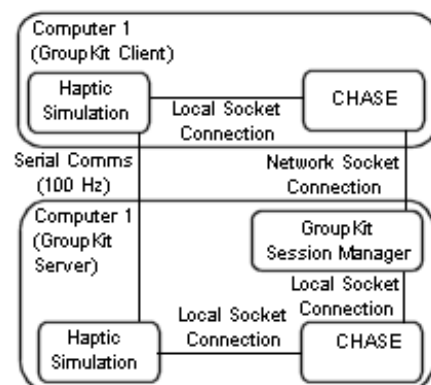 Computer 1
(GroupKit Client)
Haptic
Simulation
Local Socket
Connection
CHASE
Serial Comms
(100 Hz)
Network Socket
Connection
Computer 1
(GroupKit
Server)
GroupKit
Session Manager
Local Socket
Connection
Haptic
Simulation
Local Socket
Connection
CHASE